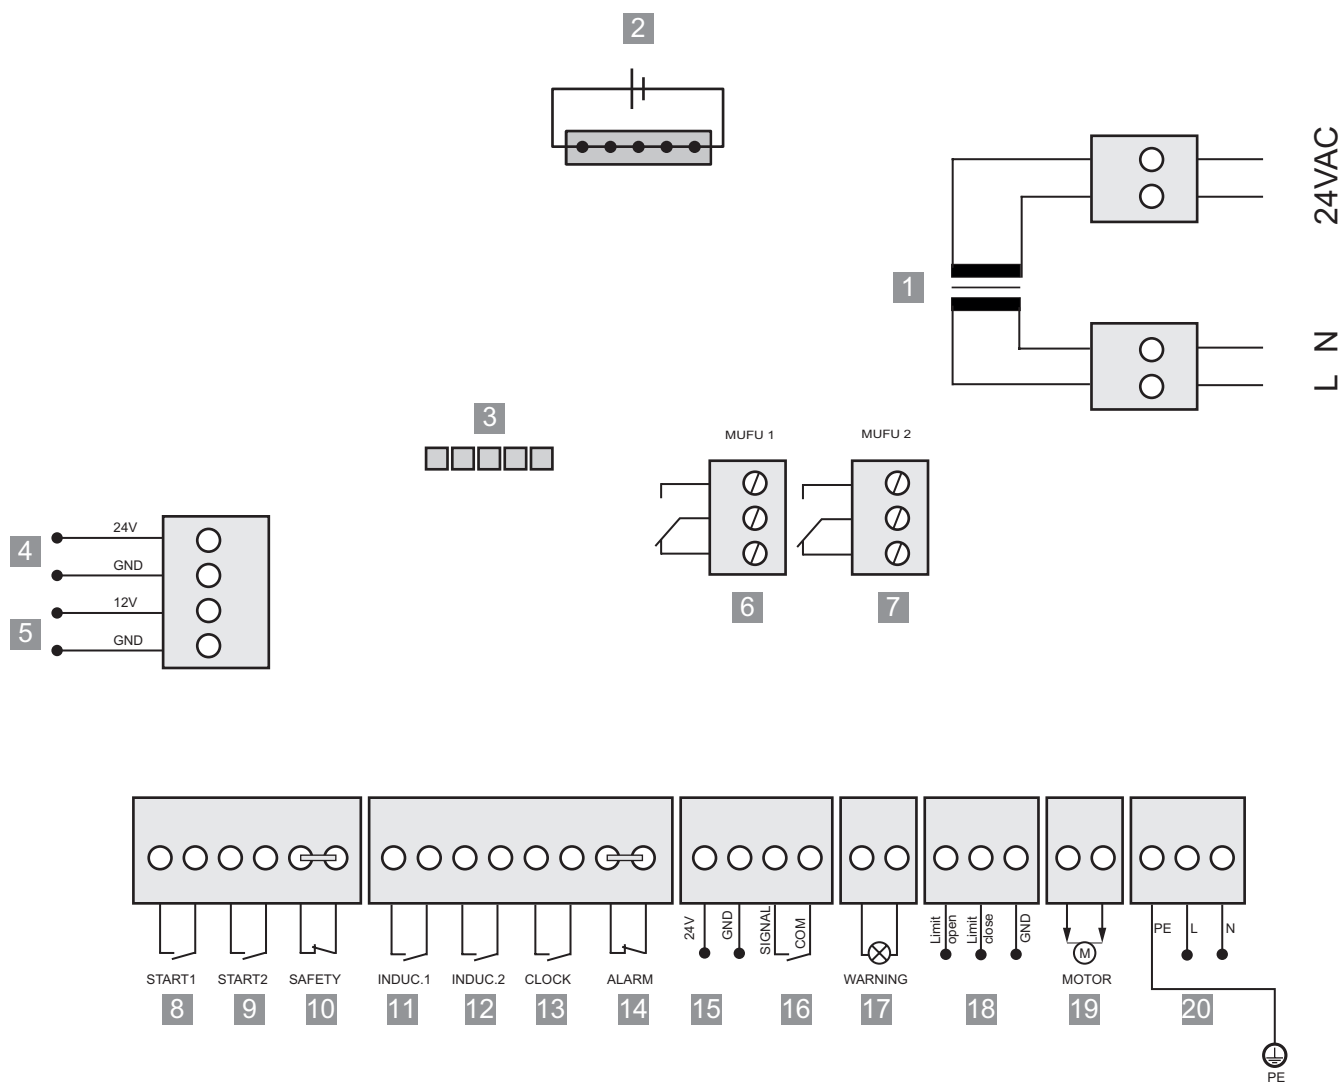 2
24VAC
1
L N
3
MUFU 1
MUFU 2
4
24V
GND
5
12V
GND
6
7
24V
GND
SIGNAL
COM
Limit
open
Limit
close
GND
PE
L
N
M
START1
START2
SAFETY
INDUC.1
INDUC.2
CLOCK
ALARM
WARNING
MOTOR
8
9
10
11
12
13
14
15
16
17
18
19
20
PE